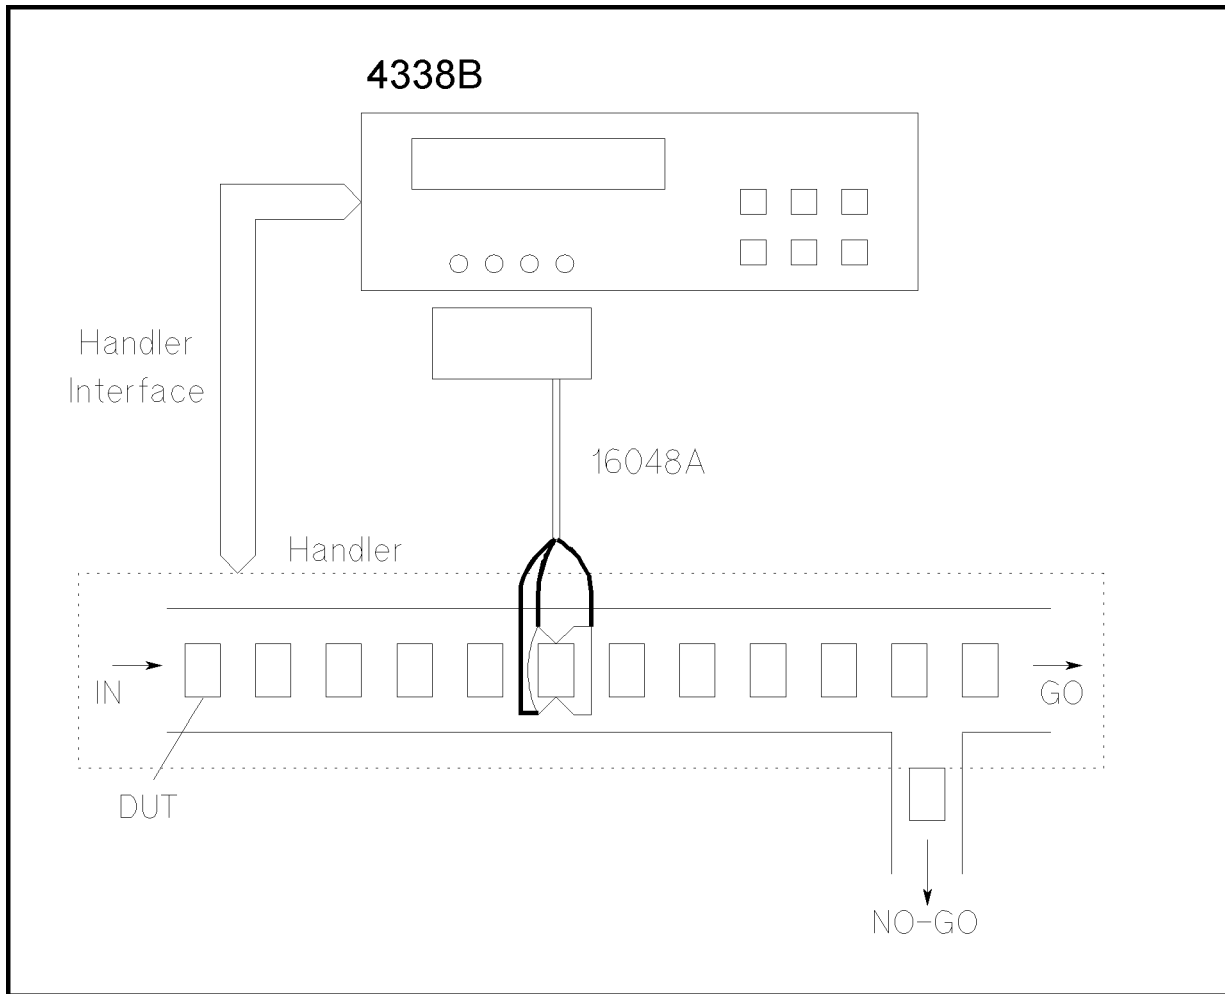 4338B
Handler
Interface
16048A
Handler
IN
GO
DUT
NO-GO